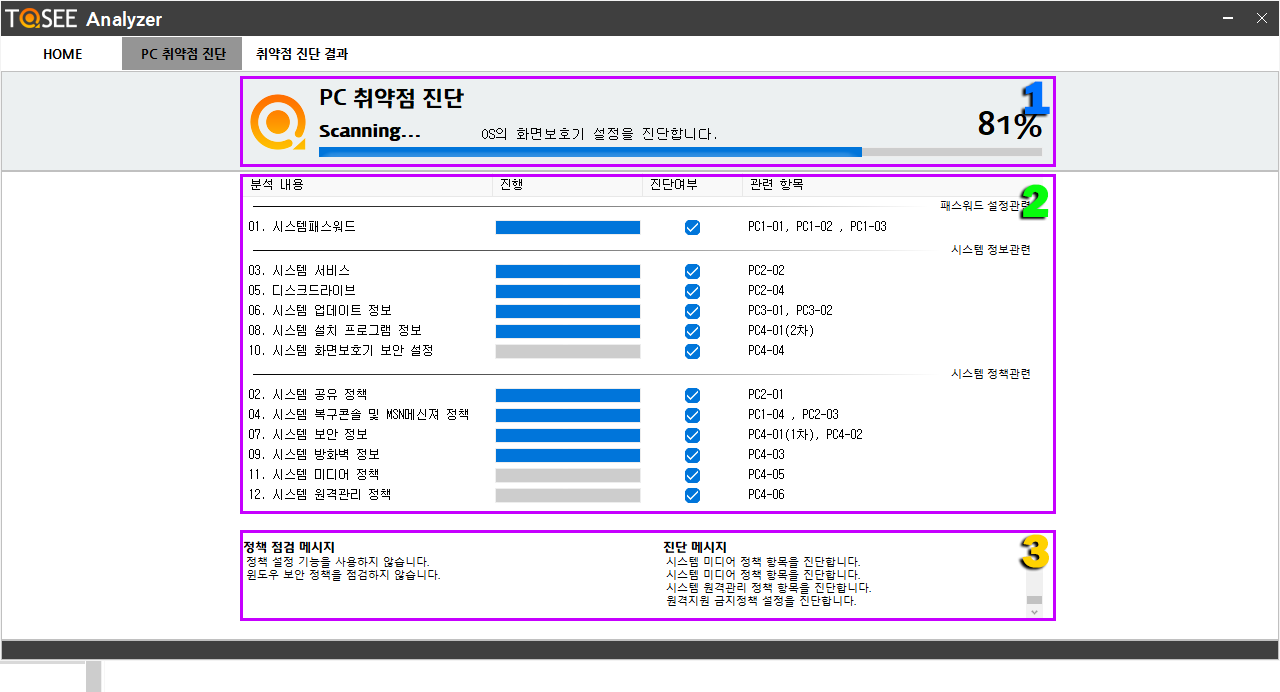 TQSEE Analyzer
HOME PC 취약점 진단 취약점 진단 결과
PC 취약점 진단
1
Scanning... OS의 화면보호기 설정을 진단합니다. 81%
분석 내용 진행 진단여부 관련 항목
2
패스워드 설정관련
01. 시스템패스워드 PC1-01, PC1-02 , PC1-03
시스템 정보관련
03. 시스템 서비스 PC2-02
05. 디스크드라이브 PC2-04
06. 시스템 업데이트 정보 PC3-01, PC3-02
08. 시스템 설치 프로그램 정보 PC4-01(2차)
10. 시스템 화면보호기 보안 설정 PC4-04
시스템 정책관련
02. 시스템 공유 정책 PC2-01
04. 시스템 복구콘솔 및 MSN메신져 정책 PC1-04 , PC2-03
07. 시스템 보안 정보 PC4-01(1차), PC4-02
09. 시스템 방화벽 정보 PC4-03
11. 시스템 미디어 정책 PC4-05
12. 시스템 원격관리 정책 PC4-06
3
정책 점검 메시지
정책 설정 기능을 사용하지 않습니다.
윈도우 보안 정책을 점검하지 않습니다.
진단 메시지
시스템 미디어 정책 항목을 진단합니다.
시스템 미디어 정책 항목을 진단합니다.
시스템 원격관리 정책 항목을 진단합니다.
원격지원 금지정책 설정을 진단합니다.